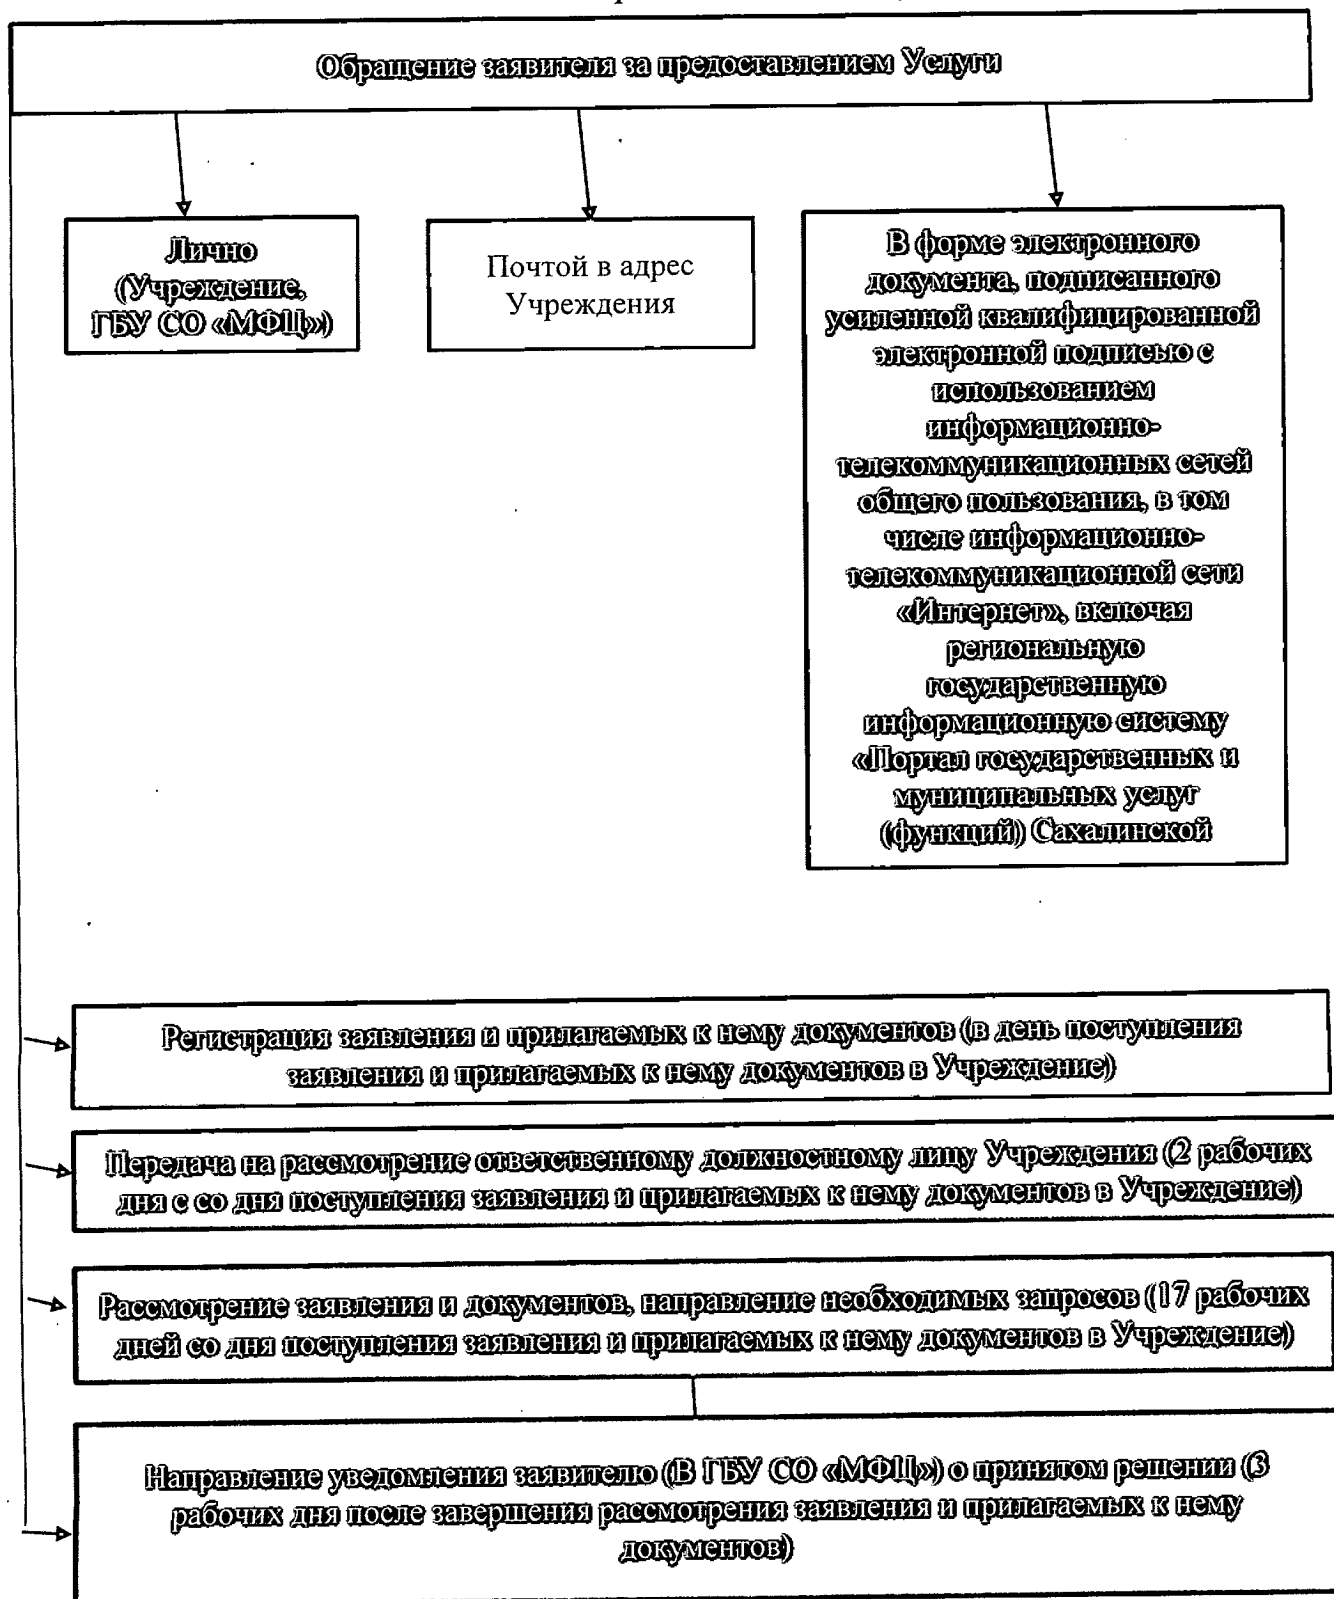 Обращение заявителя за предоставлением Услуги
Лично
(Учреждение,
ГБУ СО «МФЦ»)
Почтой в адрес
Учреждения
В форме электронного
документа, подписанного
усиленной квалифицированной
электронной подписью с
использованием
информационно-
телекоммуникационных сетей
общего пользования, в том
числе информационно-
телекоммуникационной сети
«Интернет», включая
региональную
государственную
информационную систему
«Портал государственных и
муниципальных услуг
(функций) Сахалинской
Регистрация заявления и прилагаемых к нему документов (в день поступления
заявления и прилагаемых к нему документов в Учреждение)
Передача на рассмотрение ответственному должностному лицу Учреждения (2 рабочих
дня с со дня поступления заявления и прилагаемых к нему документов в Учреждение)
Рассмотрение заявления и документов, направление необходимых запросов (17 рабочих
дней со дня поступления заявления и прилагаемых к нему документов в Учреждение)
Направление уведомления заявителю (В ГБУ СО «МФЦ») о принятом решении (3
рабочих дня после завершения рассмотрения заявления и прилагаемых к нему
документов)